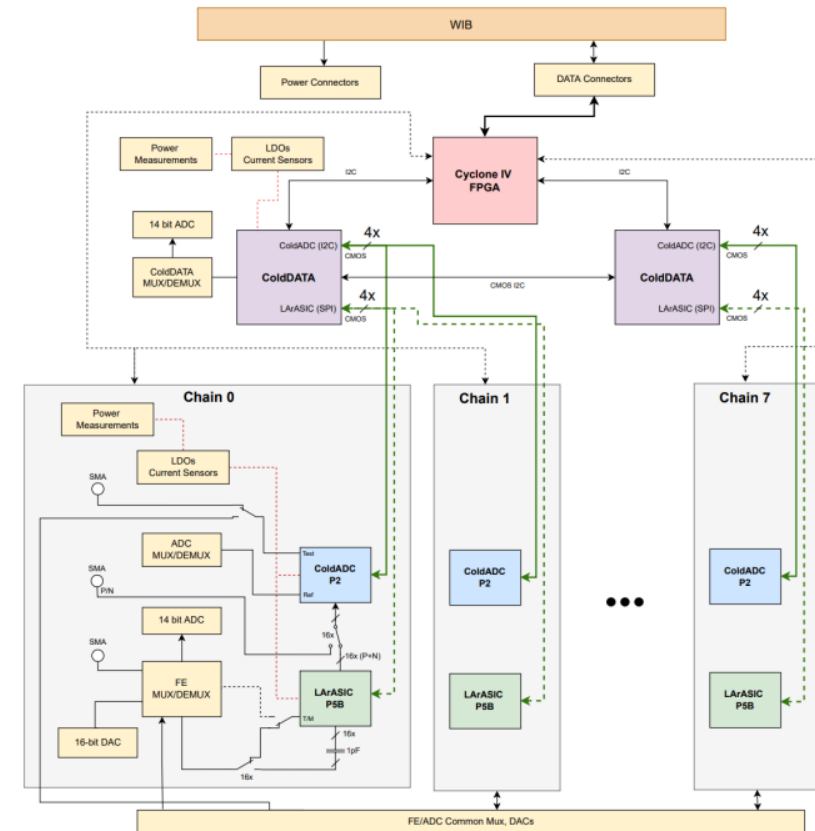 WIB
Power Connectors
DATA Connectors
Power
Measurements
LDOs
Current Sensors
Cyclone IV
FPGA
I2C
I2C
14 bit ADC
ColdDATA
MUX/DEMUX
ColdADC (I2C)
4x
CMOS
ColdDATA
LArASIC (SPI)
4x
CMOS
CMOS I2C
ColdADC (I2C)
4x
CMOS
ColdDATA
LArASIC (SPI)
4x
CMOS
Chain 0
Power
Measurements
LDOs
Current Sensors
SMA
ADC
MUX/DEMUX
Test
ColdADC
P2
Ref
SMA
P/N
14 bit ADC
16x
16x (P+N)
SMA
FE
MUX/DEMUX
LArASIC
P5B
T/M
16-bit DAC
16x
1pF
16x
Chain 1
ColdADC
P2
LArASIC
P5B
Chain 7
ColdADC
P2
LArASIC
P5B
FE/ADC Common Mux, DACs